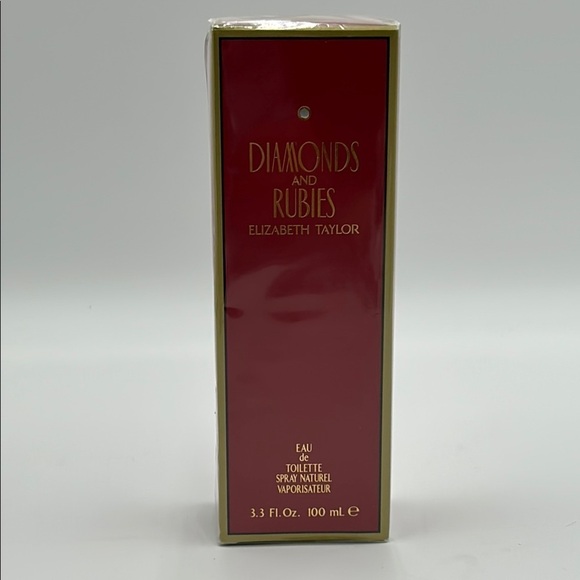 DIAMONDS
AND
RUBIES
ELIZABETH TAYLOR
EAU
de
TOILETTE
SPRAY NATUREL
VAPORISATEUR
3.3 Fl.Oz. 100 mL ℮